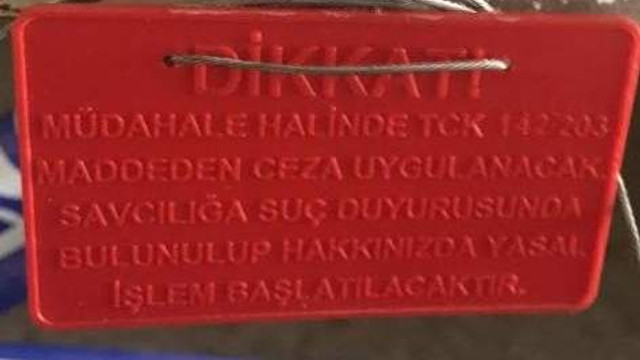 DİKKAT!
MÜDAHALE HALİNDE TCK 142 203
MADDEDEN CEZA UYGULANACAK.
SAVCILIĞA SUÇ DUYURUSUNDA
BULUNULUP HAKKINIZDA YASAL
İŞLEM BAŞLATILACAKTIR.